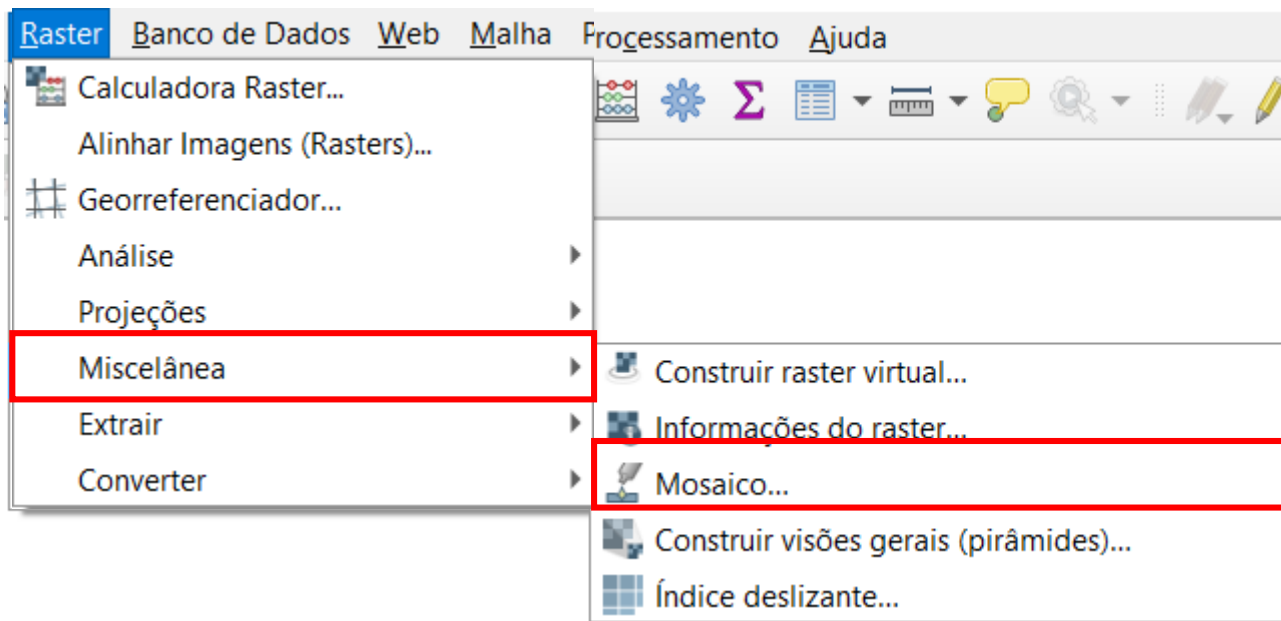 Raster Banco de Dados Web Malha Processamento Ajuda
Calculadora Raster...
Alinhar Imagens (Rasters)...
Georreferenciador...
Análise
Projeções
Miscelânea
Extrair
Converter
Construir raster virtual...
Informações do raster...
Mosaico...
Construir visões gerais (pirâmides)...
Índice deslizante...